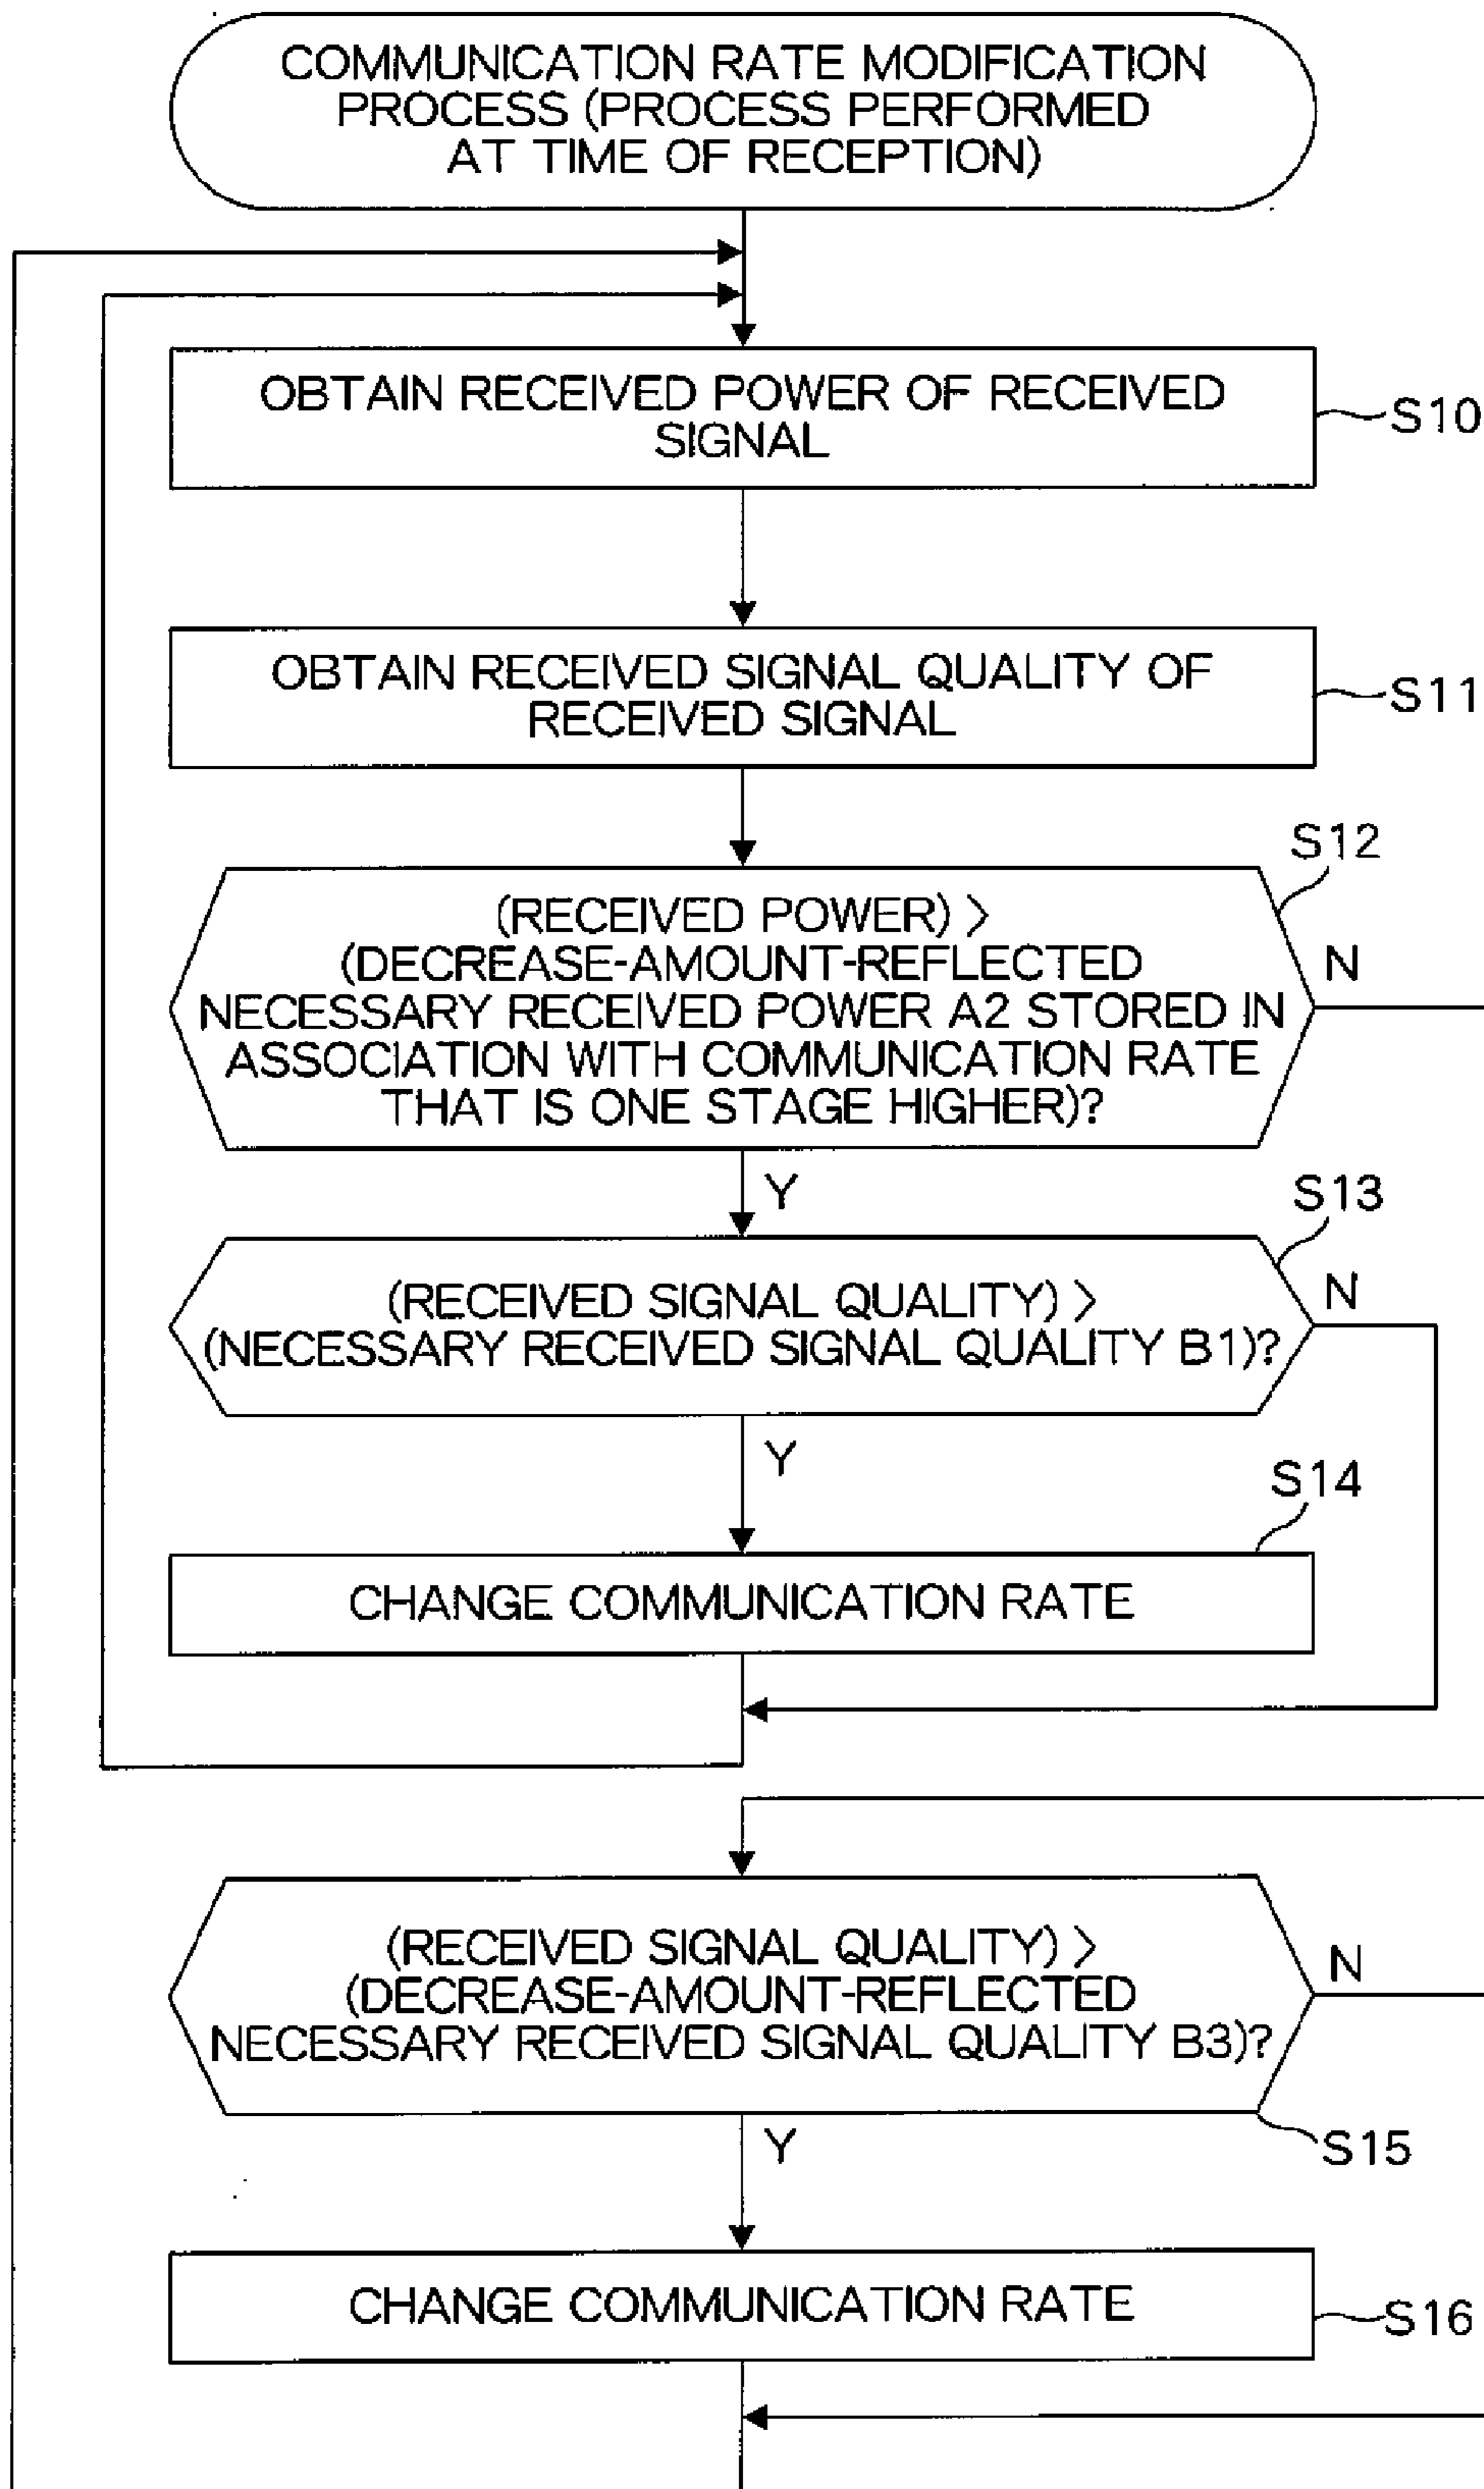 COMMUNICATION RATE MODIFICATION
PROCESS (PROCESS PERFORMED
AT TIME OF RECEPTION)
OBTAIN RECEIVED POWER OF RECEIVED
SIGNAL
S10
OBTAIN RECEIVED SIGNAL QUALITY OF
RECEIVED SIGNAL
S11
S12
(RECEIVED POWER) >
(DECREASE-AMOUNT-REFLECTED
NECESSARY RECEIVED POWER A2 STORED IN
ASSOCIATION WITH COMMUNICATION RATE
THAT IS ONE STAGE HIGHER)?
N
Y
S13
(RECEIVED SIGNAL QUALITY) >
(NECESSARY RECEIVED SIGNAL QUALITY B1)?
N
Y
S14
CHANGE COMMUNICATION RATE
(RECEIVED SIGNAL QUALITY) >
(DECREASE-AMOUNT-REFLECTED
NECESSARY RECEIVED SIGNAL QUALITY B3)?
N
S15
Y
CHANGE COMMUNICATION RATE
S16